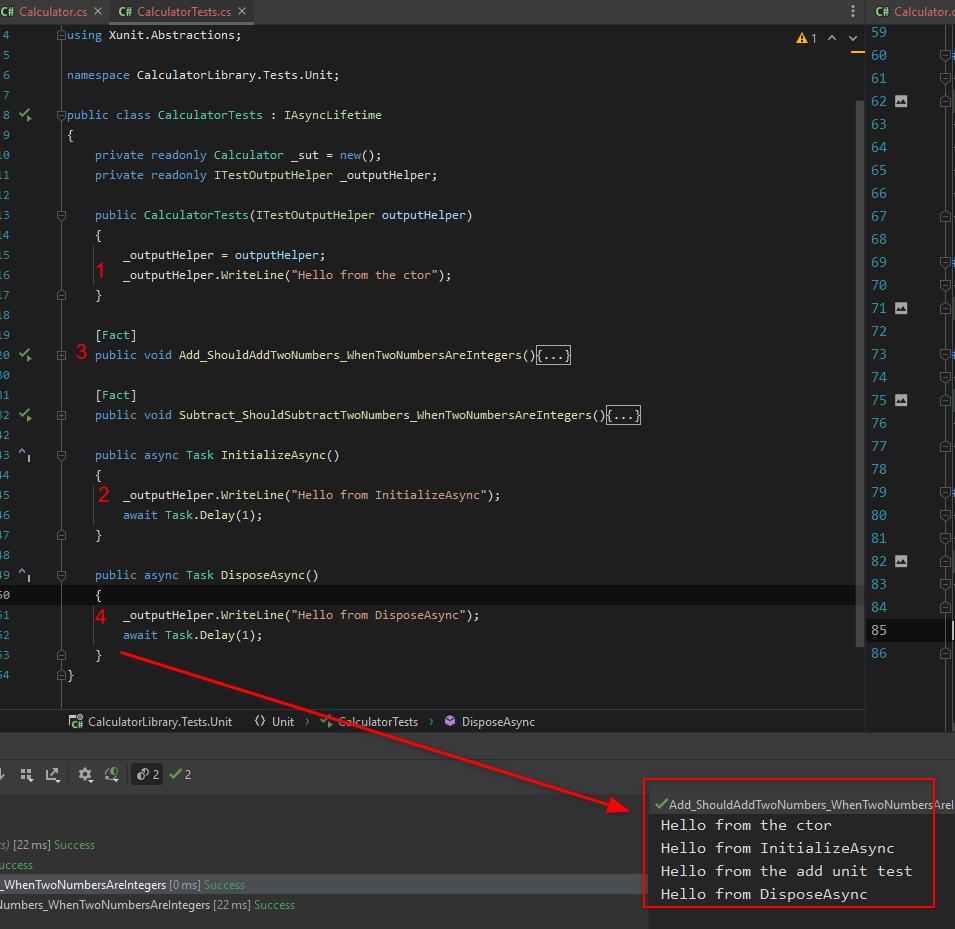 C# Calculator.cs × C# CalculatorTests.cs × C# Calculator.c
4 using Xunit.Abstractions; 1
5
6 namespace CalculatorLibrary.Tests.Unit;
7
8 public class CalculatorTests : IAsyncLifetime
9 {
10 private readonly Calculator _sut = new();
11 private readonly ITestOutputHelper _outputHelper;
12
13 public CalculatorTests(ITestOutputHelper outputHelper)
14 {
15 _outputHelper = outputHelper;
1
16 _outputHelper.WriteLine("Hello from the ctor");
17 }
18
19 [Fact]
3
20 public void Add_ShouldAddTwoNumbers_WhenTwoNumbersAreIntegers(){...}
30
31 [Fact]
32 public void Subtract_ShouldSubtractTwoNumbers_WhenTwoNumbersAreIntegers(){...}
42
43 public async Task InitializeAsync()
44 {
2
45 _outputHelper.WriteLine("Hello from InitializeAsync");
46 await Task.Delay(1);
47 }
48
49 public async Task DisposeAsync()
50 {
4
51 _outputHelper.WriteLine("Hello from DisposeAsync");
52 await Task.Delay(1);
53 }
54 }
59
60
61
62
63
64
65
66
67
68
69
70
71
72
73
74
75
76
77
78
79
80
81
82
83
84
85
86
CalculatorLibrary.Tests.Unit Unit › CalculatorTests › DisposeAsync
2 2
s) [22 ms] Success
uccess
_WhenTwoNumbersAreIntegers [0 ms] Success
Numbers_WhenTwoNumbersAreIntegers [22 ms] Success
Add_ShouldAddTwoNumbers_WhenTwoNumbersAreI
Hello from the ctor
Hello from InitializeAsync
Hello from the add unit test
Hello from DisposeAsync